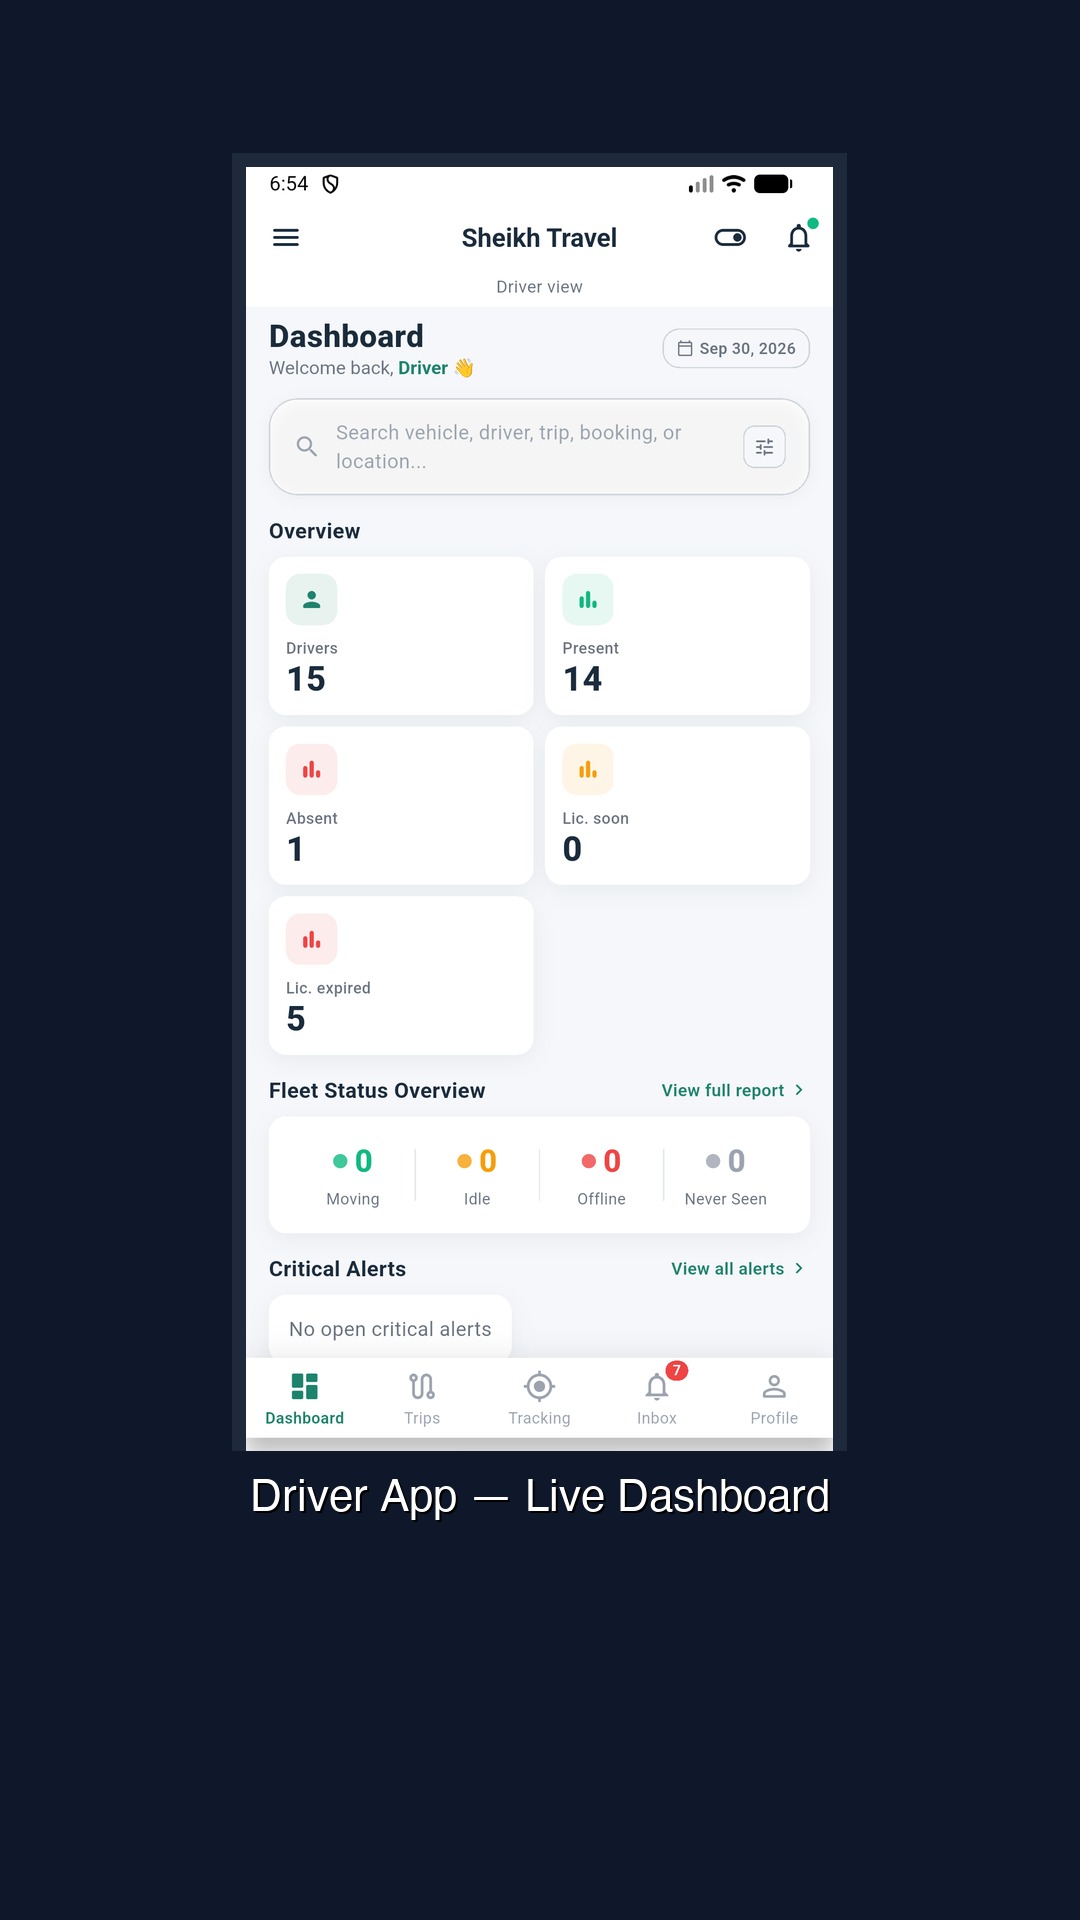 6:54
Sheikh Travel
Driver view
Dashboard
Welcome back, Driver 👋
Sep 30, 2026
Search vehicle, driver, trip, booking, or
location...
Overview
Drivers
15
Present
14
Absent
1
Lic. soon
0
Lic. expired
5
Fleet Status Overview
View full report
0
Moving
0
Idle
0
Offline
0
Never Seen
Critical Alerts
View all alerts
No open critical alerts
Dashboard
Trips
Tracking
7
Inbox
Profile
Driver App — Live Dashboard